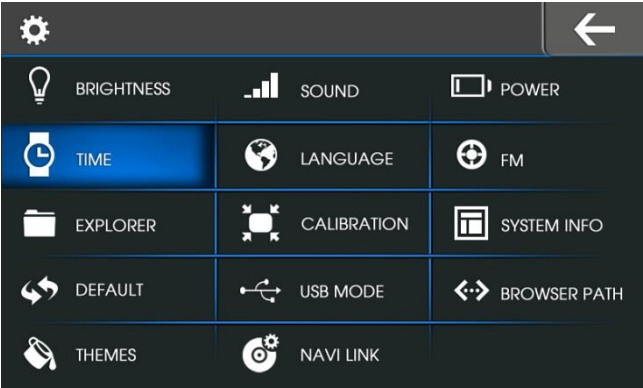 BRIGHTNESS
SOUND
POWER
TIME
LANGUAGE
FM
EXPLORER
CALIBRATION
SYSTEM INFO
DEFAULT
USB MODE
BROWSER PATH
THEMES
NAVI LINK